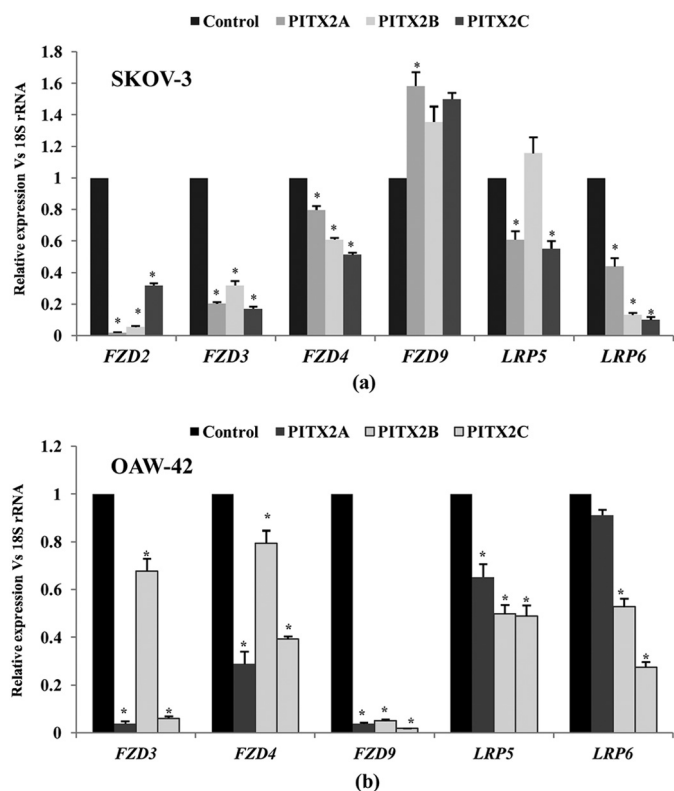 Control PITX2A PITX2B PITX2C
SKOV-3
Relative expression Vs 18S rRNA
1.8
1.6
1.4
1.2
1
0.8
0.6
0.4
0.2
0
* * * * * * * * * * * * * * *
FZD2 FZD3 FZD4 FZD9 LRP5 LRP6
(a)
Control PITX2A PITX2B PITX2C
OAW-42
Relative expression Vs 18S rRNA
1.2
1
0.8
0.6
0.4
0.2
0
* * * * * * * * * * * * * *
FZD3 FZD4 FZD9 LRP5 LRP6
(b)